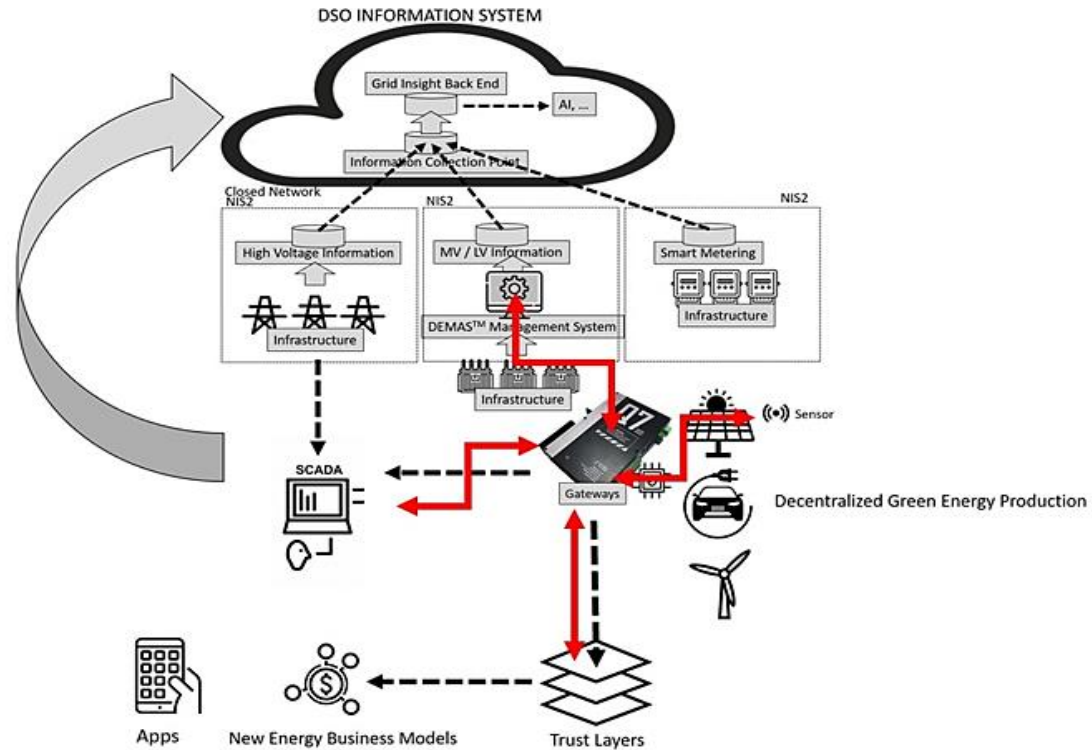 DSO INFORMATION SYSTEM
Grid Insight Back End
AI, ...
Information Collection Point
Closed Network
NIS2
NIS2
NIS2
High Voltage Information
MV / LV Information
Smart Metering
Infrastructure
DEMAS™ Management System
Infrastructure
Infrastructure
Q7
Sensor
SCADA
Gateways
Decentralized Green Energy Production
$
Apps
New Energy Business Models
Trust Layers